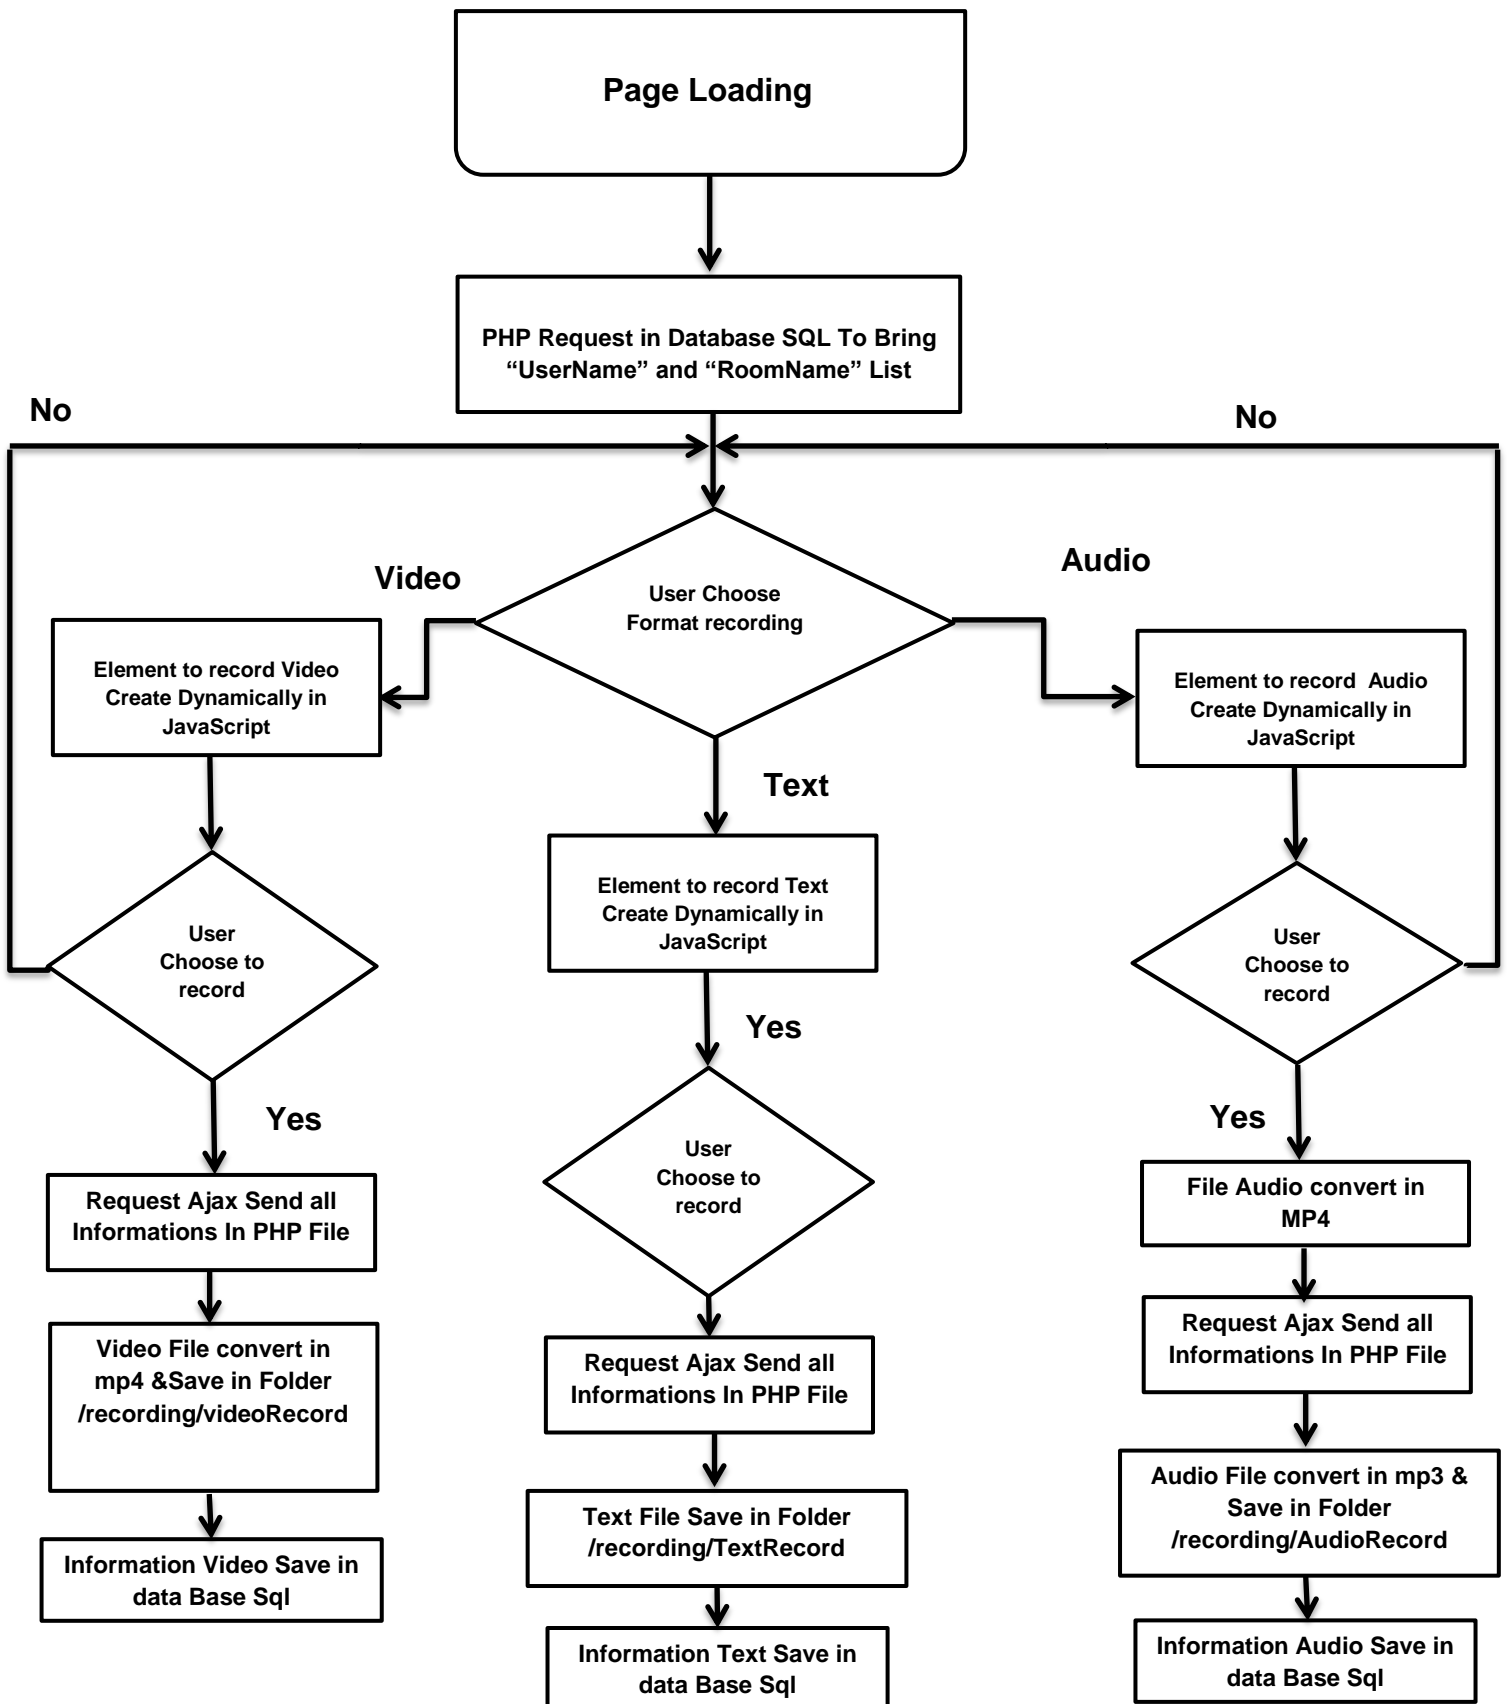 Page Loading
PHP Request in Database SQL To Bring
“UserName” and “RoomName” List
No
No
Video
Audio
User Choose
Format recording
Element to record Video
Create Dynamically in
JavaScript
Element to record  Audio
Create Dynamically in
JavaScript
Text
Element to record Text
Create Dynamically in
JavaScript
User
Choose to
record
User
Choose to
record
Yes
Yes
Yes
User
Choose to
record
Request Ajax Send all
Informations In PHP File
File Audio convert in
MP4
Video File convert in
mp4 &Save in Folder
/recording/videoRecord
Request Ajax Send all
Informations In PHP File
Request Ajax Send all
Informations In PHP File
Audio File convert in mp3 &
Save in Folder
/recording/AudioRecord
Text File Save in Folder
/recording/TextRecord
Information Video Save in
data Base Sql
Information Text Save in
data Base Sql
Information Audio Save in
data Base Sql